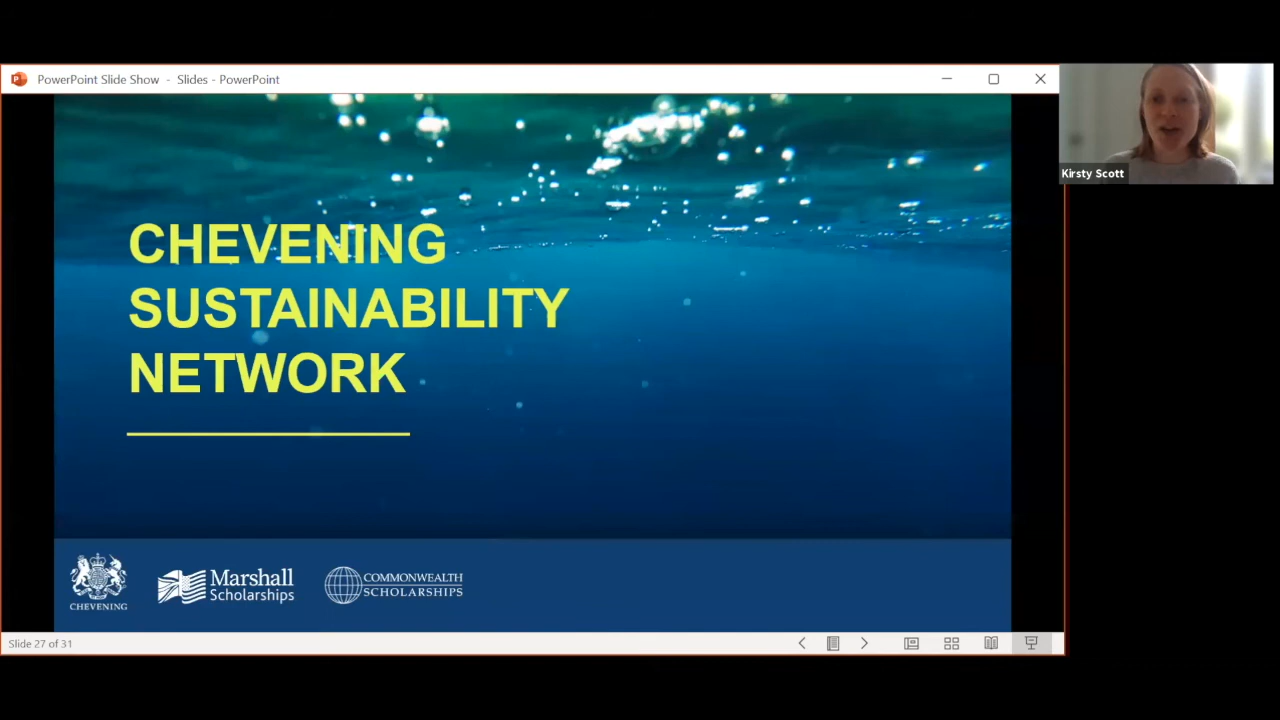 PowerPoint Slide Show - Slides - PowerPoint
Kirsty Scott
CHEVENING
SUSTAINABILITY
NETWORK
CHEVENING
Marshall
Scholarships
COMMONWEALTH
SCHOLARSHIPS
Slide 27 of 31